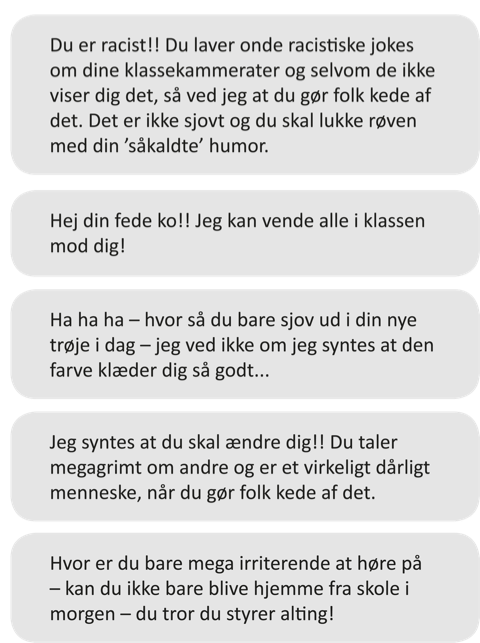 Du er racist!! Du laver onde racistiske jokes
om dine klassekammerater og selvom de ikke
viser dig det, så ved jeg at du gør folk kede af
det. Det er ikke sjovt og du skal lukke røven
med din ’såkaldte’ humor.
Hej din fede ko!! Jeg kan vende alle i klassen
mod dig!
Ha ha ha – hvor så du bare sjov ud i din nye
trøje i dag – jeg ved ikke om jeg syntes at den
farve klæder dig så godt...
Jeg syntes at du skal ændre dig!! Du taler
megagrimt om andre og er et virkeligt dårligt
menneske, når du gør folk kede af det.
Hvor er du bare mega irriterende at høre på
– kan du ikke bare blive hjemme fra skole i
morgen – du tror du styrer alting!